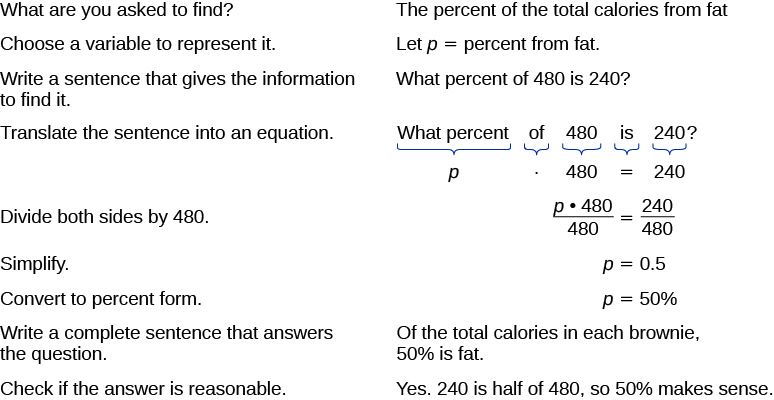 What are you asked to find? The percent of the total calories from fat
Choose a variable to represent it. Let p = percent from fat.
Write a sentence that gives the information What percent of 480 is 240?
to find it.
Translate the sentence into an equation. What percent of 480 is 240?
p · 480 = 240
Divide both sides by 480. p • 480 / 480 = 240 / 480
Simplify. p = 0.5
Convert to percent form. p = 50%
Write a complete sentence that answers Of the total calories in each brownie,
the question. 50% is fat.
Check if the answer is reasonable. Yes. 240 is half of 480, so 50% makes sense.